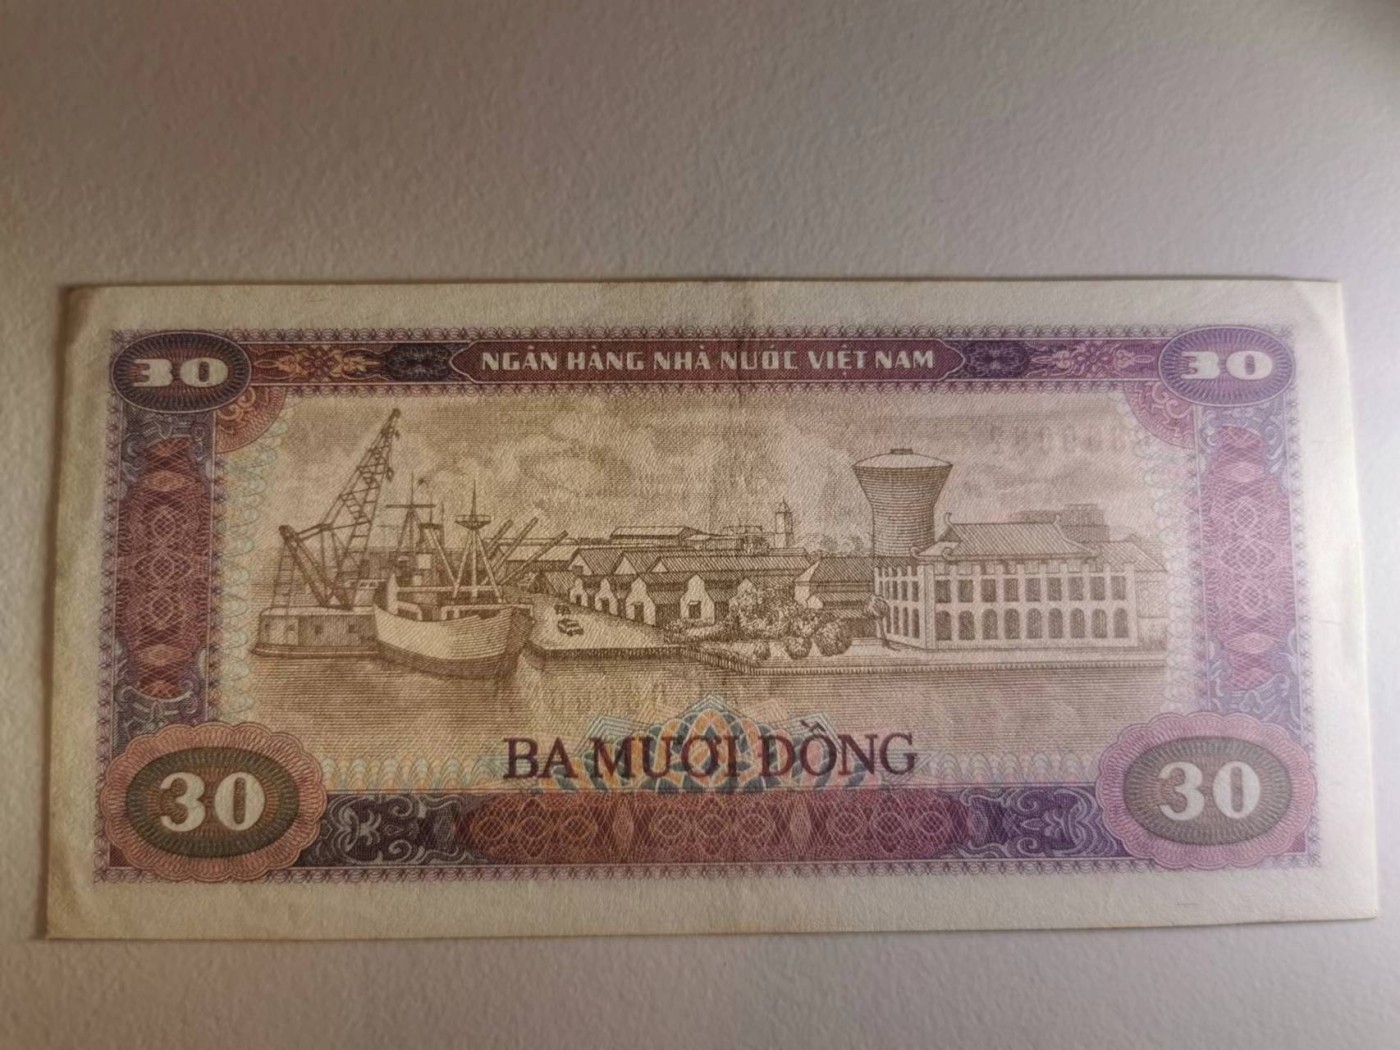 30 NGÂN HÀNG NHÀ NƯỚC VIỆT NAM 30
BA MƯƠI ĐỒNG
30 30